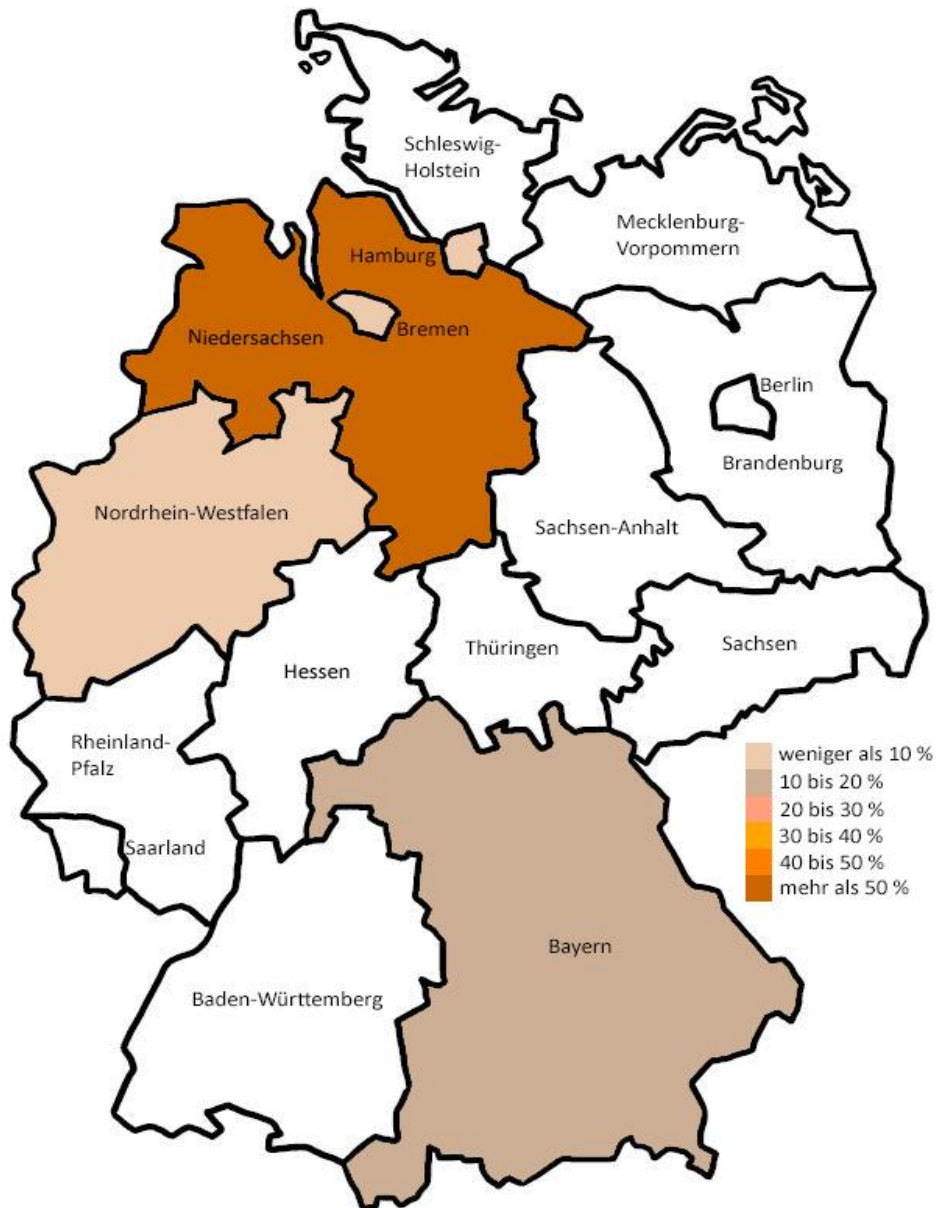 Schleswig-
Holstein
Mecklenburg-
Vorpommern
Hamburg
Niedersachsen
Bremen
Berlin
Brandenburg
Nordrhein-Westfalen
Sachsen-Anhalt
Hessen
Thüringen
Sachsen
Rheinland-
Pfalz
Saarland
Bayern
Baden-Württemberg
weniger als 10 %
10 bis 20 %
20 bis 30 %
30 bis 40 %
40 bis 50 %
mehr als 50 %